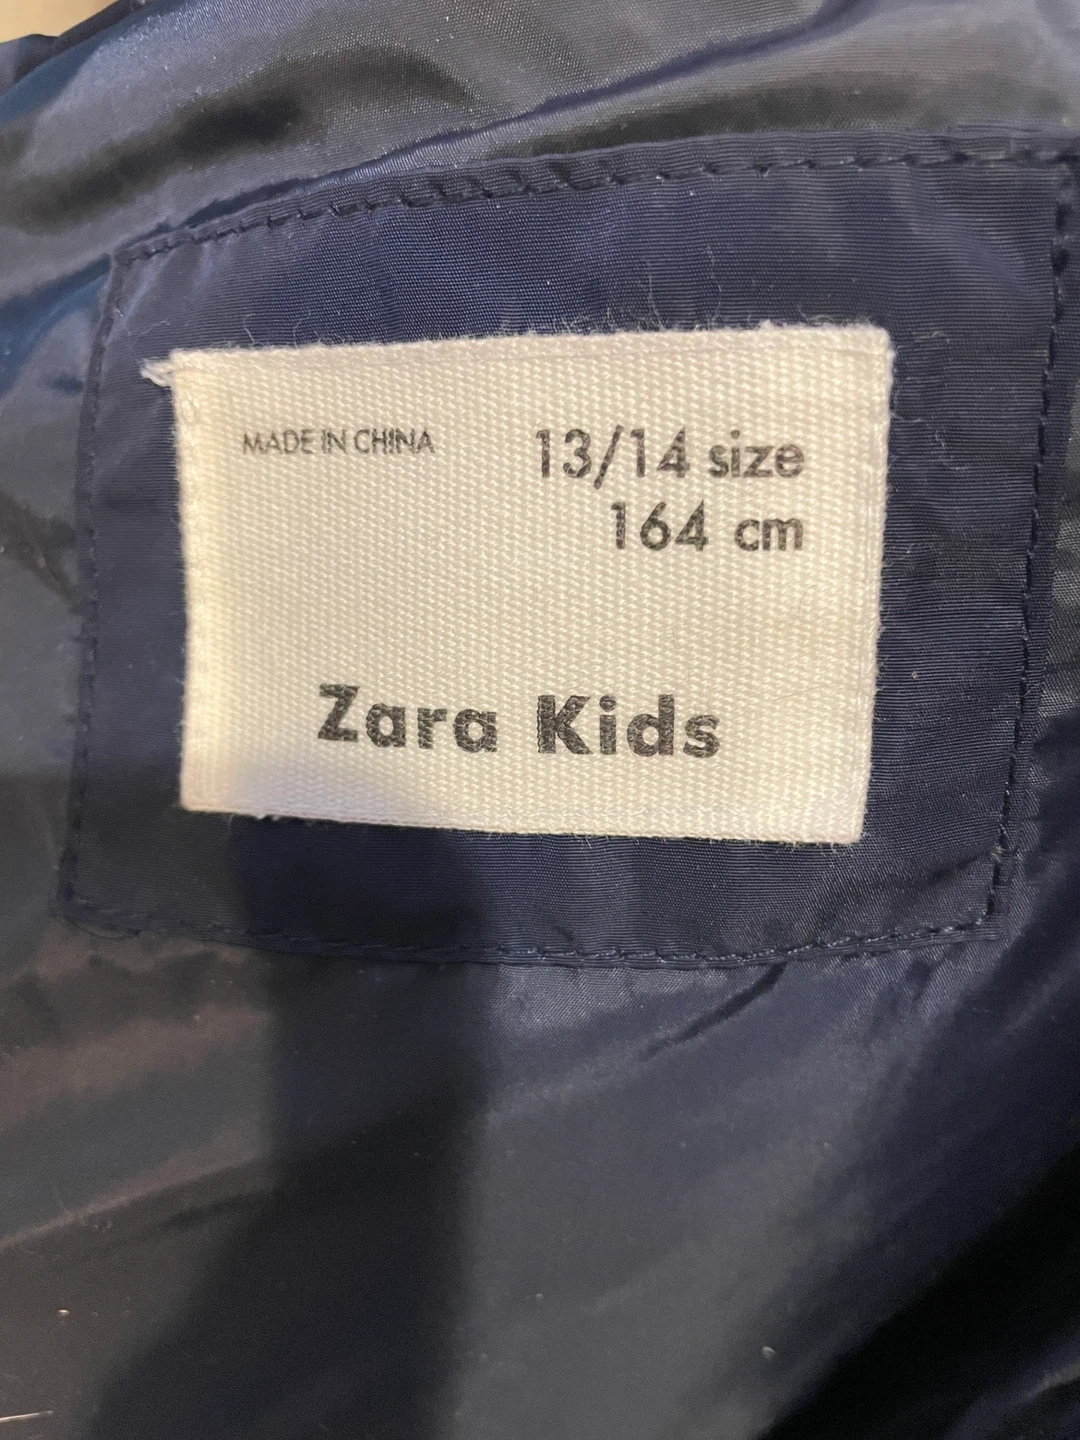 MADE IN CHINA
13/14 size
164 cm
Zara Kids